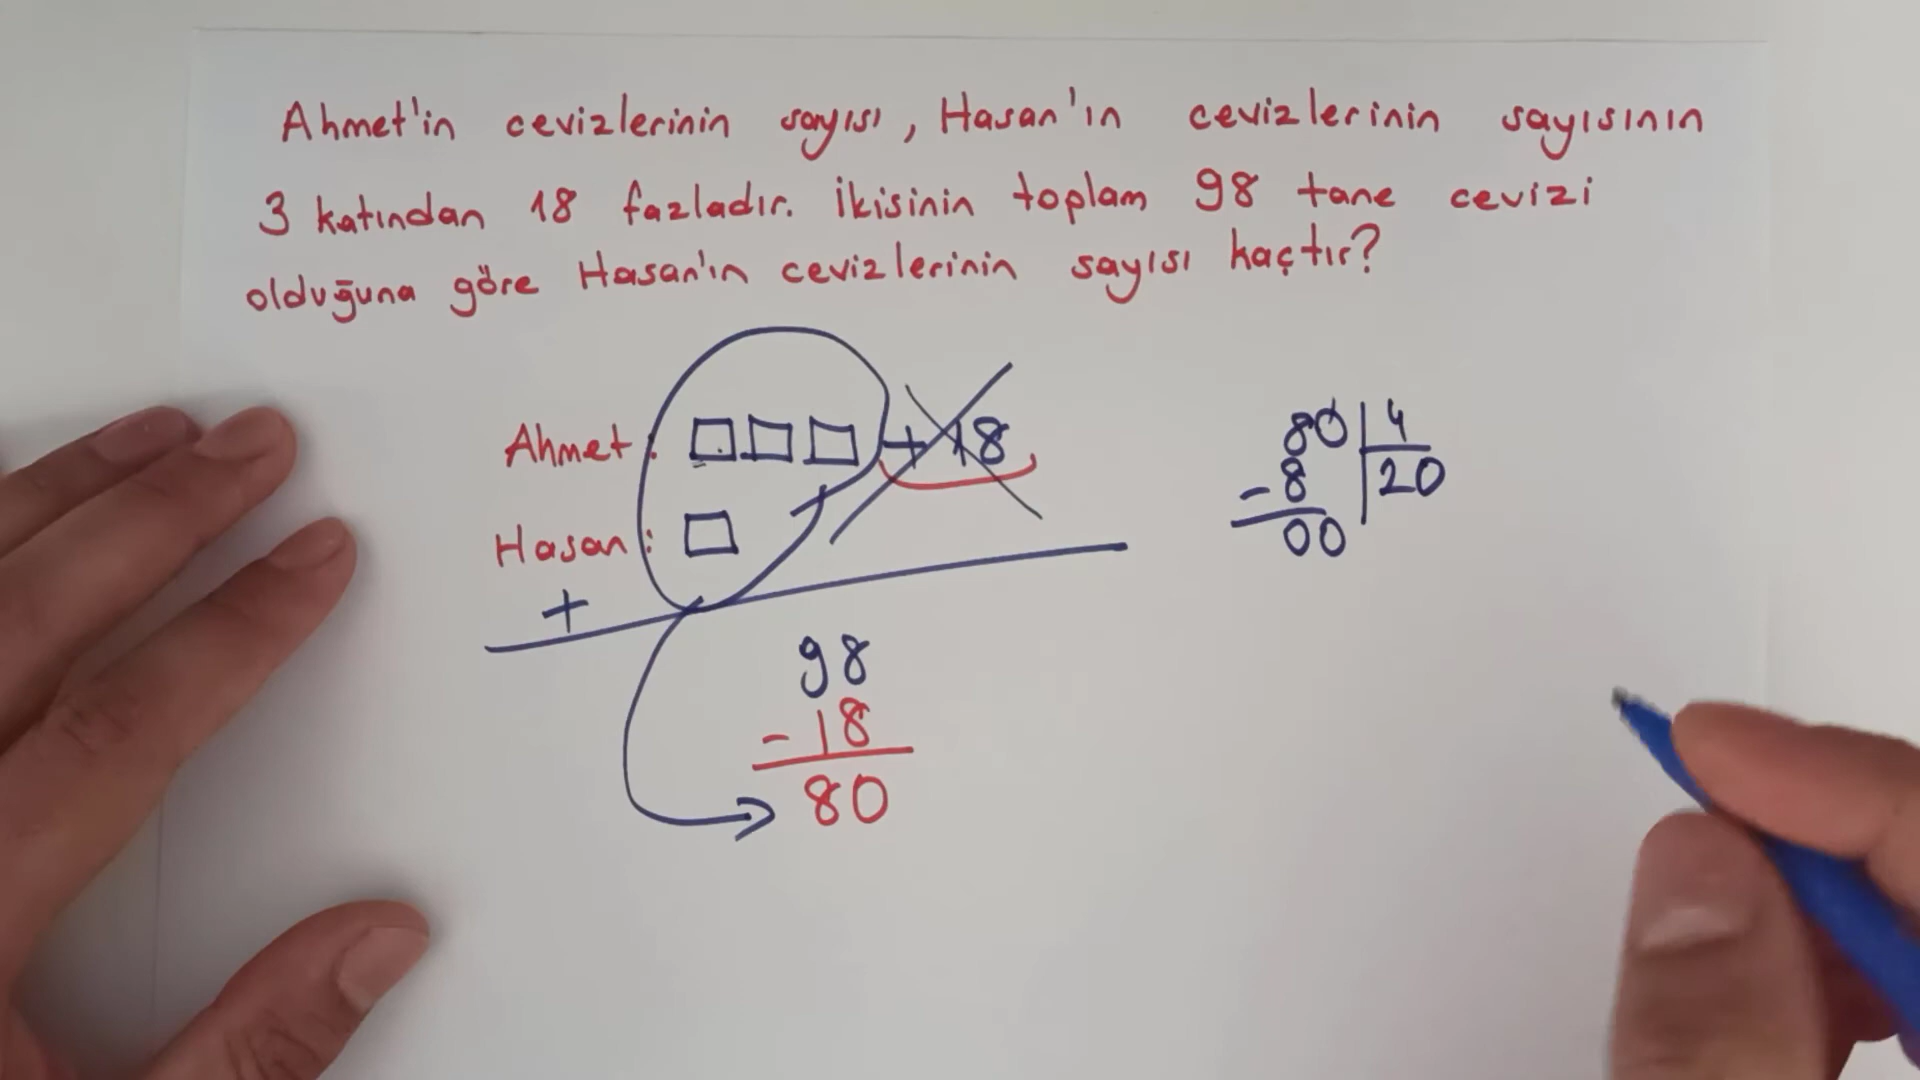 Ahmet'in cevizlerinin sayısı, Hasan'ın cevizlerinin sayısının
3 katından 18 fazladır. İkisinin toplam 98 tane cevizi
olduğuna göre Hasan'ın cevizlerinin sayısı kaçtır?
Ahmet: □□□ + 18
Hasan: □
+
98
- 18
80
80 | 4
- 8 | 20
00